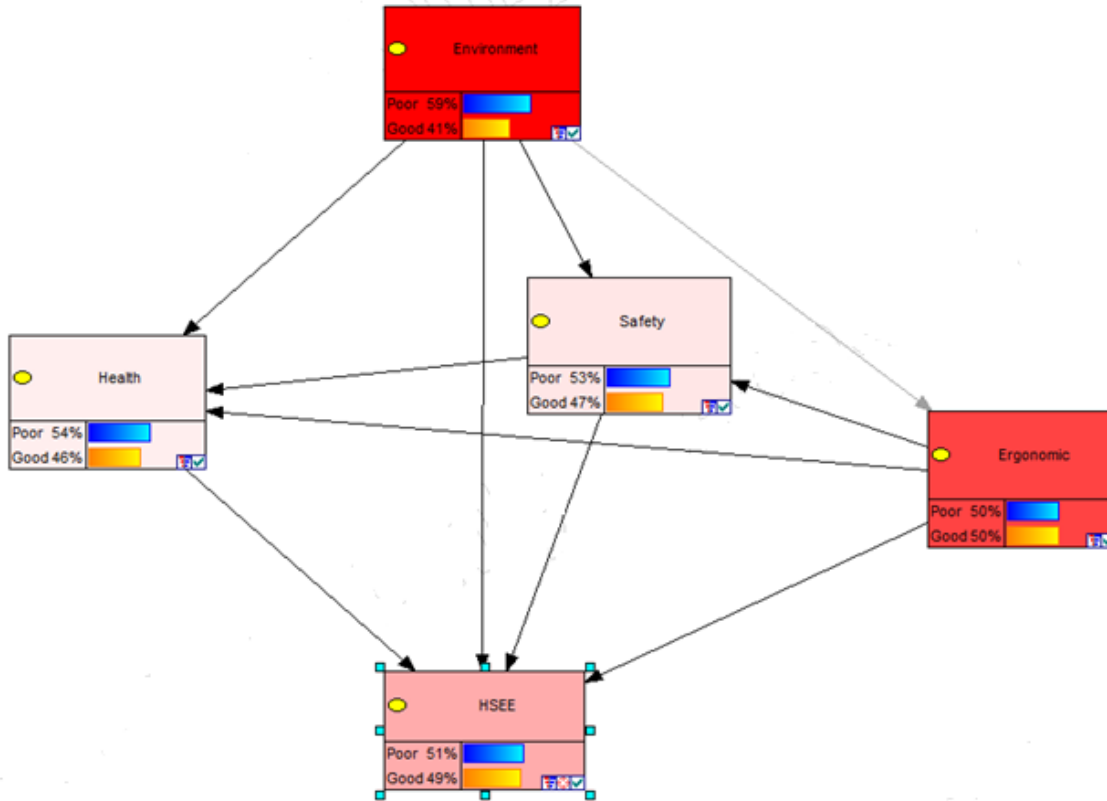 Environment
Poor 59%
Good 41%
Safety
Poor 53%
Good 47%
Health
Poor 54%
Good 46%
Ergonomic
Poor 50%
Good 50%
HSEE
Poor 51%
Good 49%